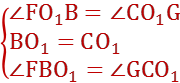 ∠FO₁B = ∠CO₁G
BO₁ = CO₁
∠FBO₁ = ∠GCO₁